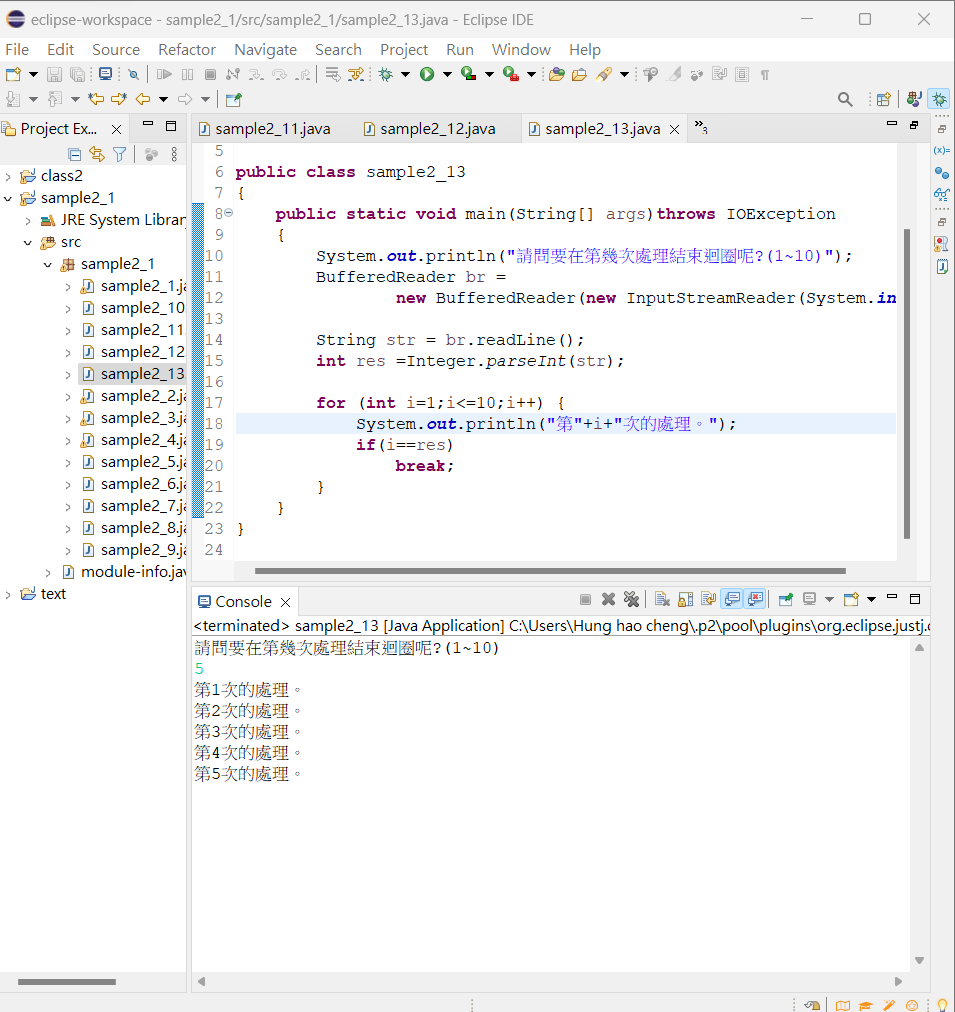 eclipse-workspace - sample2_1/src/sample2_1/sample2_13.java - Eclipse IDE
File Edit Source Refactor Navigate Search Project Run Window Help
Project Ex...
class2
sample2_1
JRE System Librar
src
sample2_1
sample2_1.ja
sample2_10
sample2_11
sample2_12
sample2_13
sample2_2.ja
sample2_3.ja
sample2_4.ja
sample2_5.ja
sample2_6.ja
sample2_7.ja
sample2_8.ja
sample2_9.ja
module-info.jav
text
sample2_11.java sample2_12.java sample2_13.java »3
5
6 public class sample2_13
7 {
8 public static void main(String[] args)throws IOException
9 {
10 System.out.println("請問要在第幾次處理結束迴圈呢?(1~10)");
11 BufferedReader br =
12 new BufferedReader(new InputStreamReader(System.in
13
14 String str = br.readLine();
15 int res =Integer.parseInt(str);
16
17 for (int i=1;i<=10;i++) {
18 System.out.println("第"+i+"次的處理。");
19 if(i==res)
20 break;
21 }
22 }
23 }
24
Console
<terminated> sample2_13 [Java Application] C:\Users\Hung hao cheng\.p2\pool\plugins\org.eclipse.justj.o
請問要在第幾次處理結束迴圈呢?(1~10)
5
第1次的處理。
第2次的處理。
第3次的處理。
第4次的處理。
第5次的處理。